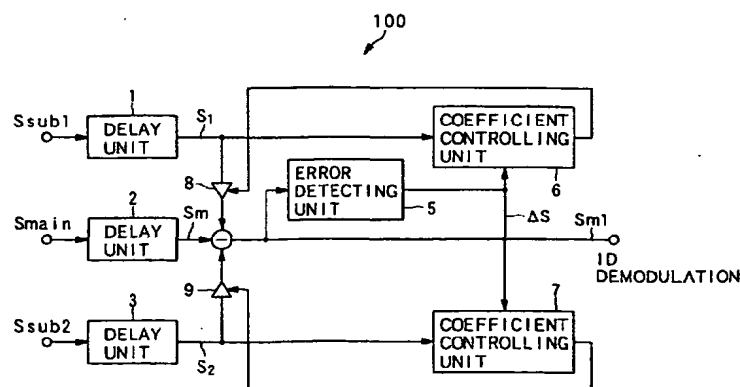 100
Ssub1
1
DELAY
UNIT
S1
COEFFICIENT
CONTROLLING
UNIT
6
8
ERROR
DETECTING
UNIT
5
ΔS
Smain
2
DELAY
UNIT
Sm
−
Sm1
ID
DEMODULATION
9
Ssub2
3
DELAY
UNIT
S2
7
COEFFICIENT
CONTROLLING
UNIT